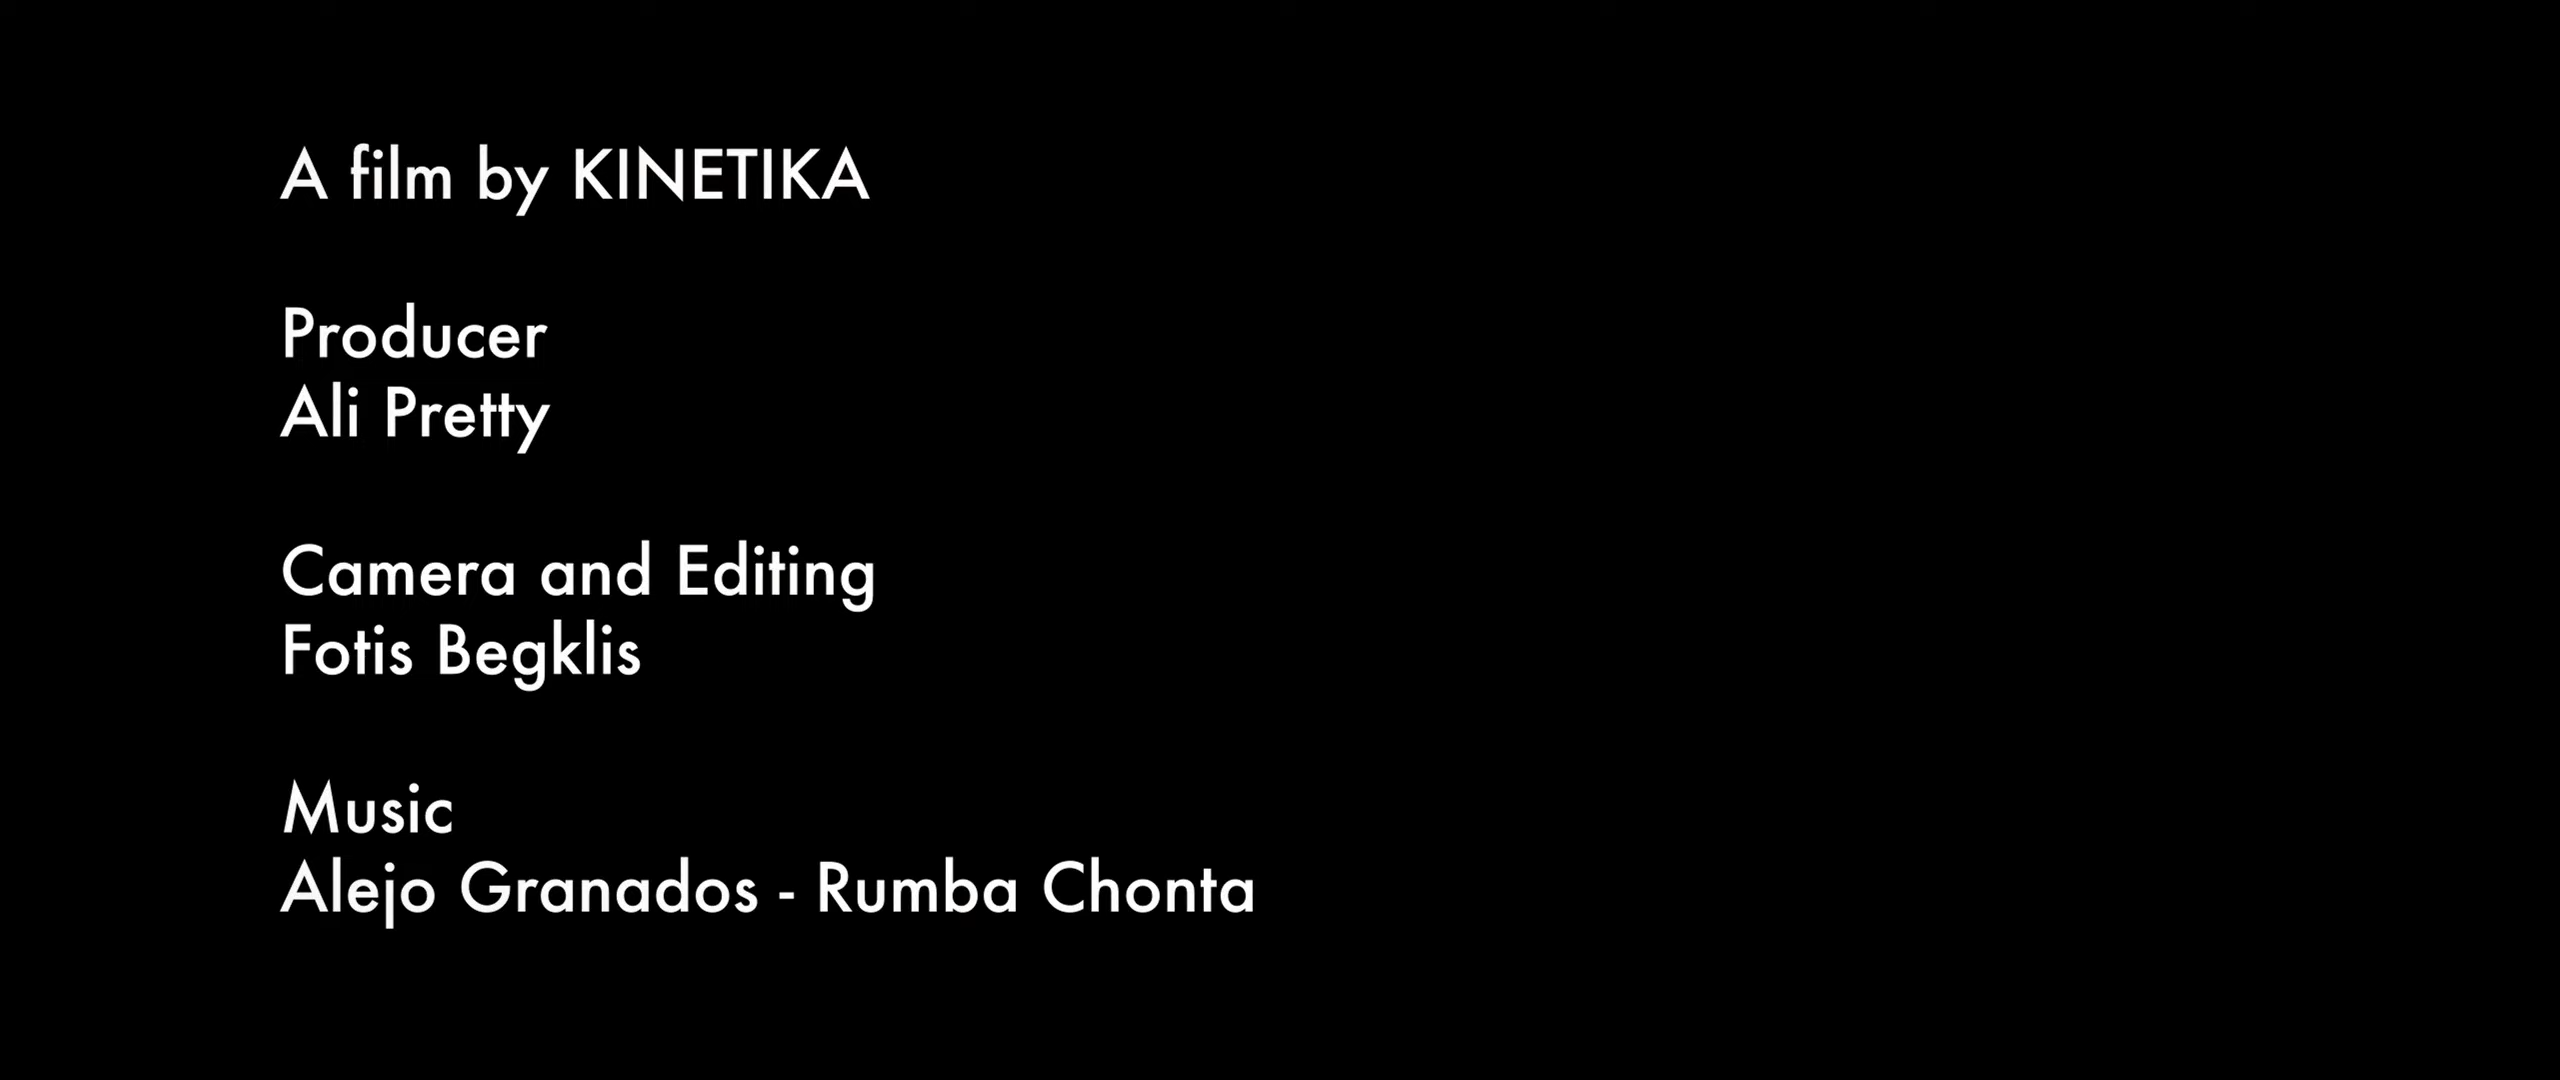 A film by KINETIKA
Producer
Ali Pretty
Camera and Editing
Fotis Begklis
Music
Alejo Granados - Rumba Chonta